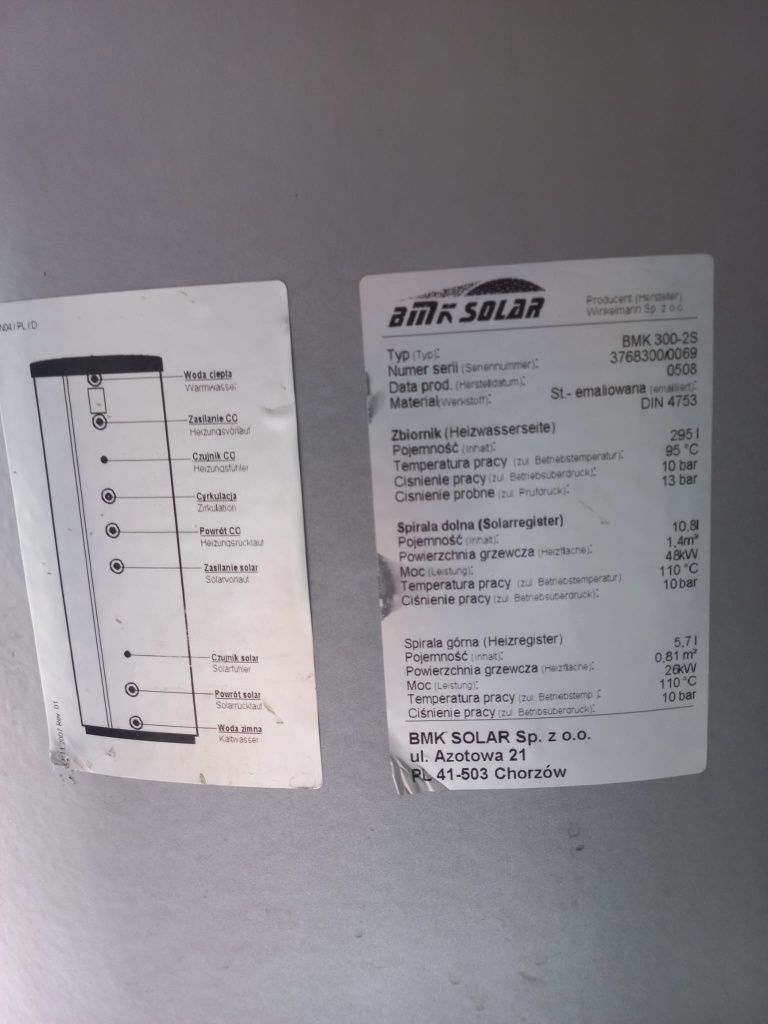 N04 / PL / D
Woda ciepła
Warmwasser
Zasilanie CO
Heizungsvorlauf
Czujnik CO
Heizungsfühler
Cyrkulacja
Zirkulation
Powrót CO
Heizungsrücklauf
Zasilanie solar
Solarvorlauf
Czujnik solar
Solarfühler
Powrót solar
Solarrücklauf
Woda zimna
Kaltwasser
2007 Rev. 01
BMK SOLAR
Producent (Hersteller)
Winkelmann Sp. z o.o.
Typ (Typ): BMK 300-2S
Numer serii (Seriennummer): 3768300/0069
Data prod. (Herstelldatum): 0508
Materiał (Werkstoff): St.- emaliowana (emailliert)
DIN 4753
Zbiornik (Heizwasserseite)
Pojemność (Inhalt): 295 l
Temperatura pracy (zul. Betriebstemperatur): 95 °C
Ciśnienie pracy (zul. Betriebsüberdruck): 10 bar
Ciśnienie probne (zul. Prüfdruck): 13 bar
Spirala dolna (Solarregister)
Pojemność (Inhalt): 10,8l
Powierzchnia grzewcza (Heizfläche): 1,4m²
Moc (Leistung): 48kW
Temperatura pracy (zul. Betriebstemperatur) 110 °C
Ciśnienie pracy (zul. Betriebsüberdruck): 10 bar
Spirala górna (Heizregister)
Pojemność (Inhalt): 5,7 l
Powierzchnia grzewcza (Heizfläche): 0,81 m²
Moc (Leistung): 26kW
Temperatura pracy (zul. Betriebstemp.): 110 °C
Ciśnienie pracy (zul. Betriebsüberdruck): 10 bar
BMK SOLAR Sp. z o.o.
ul. Azotowa 21
PL 41-503 Chorzów